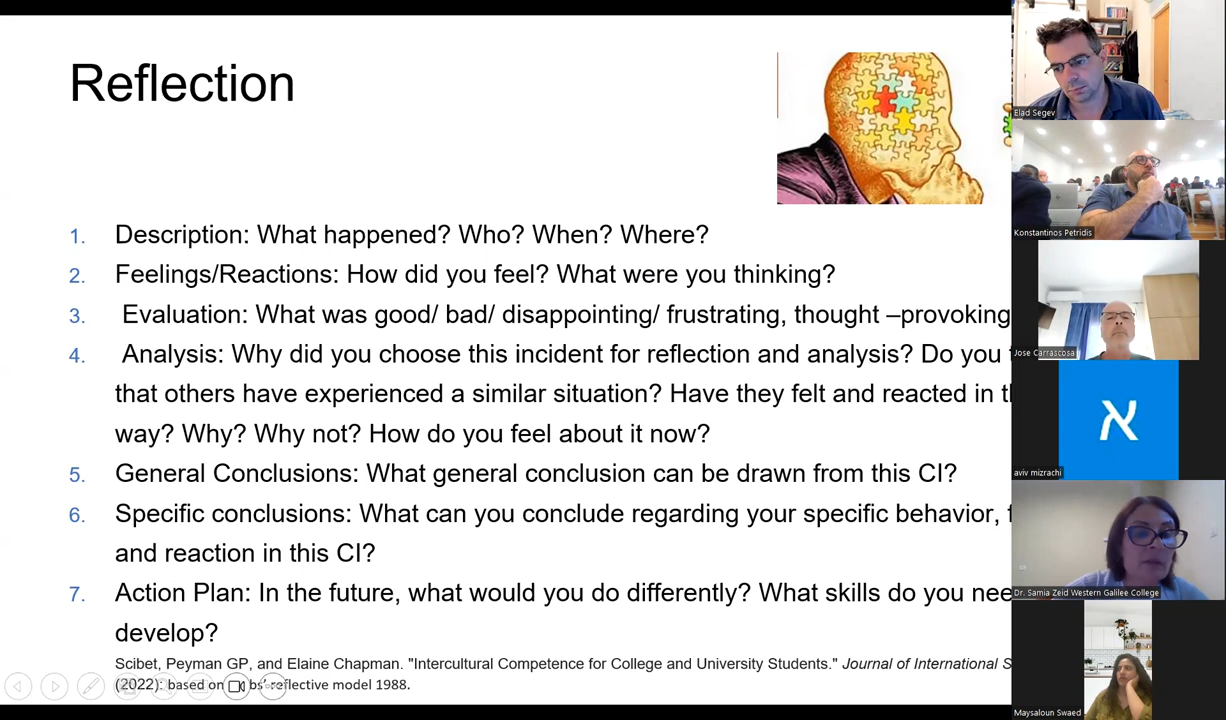 Reflection
1. Description: What happened? Who? When? Where?
2. Feelings/Reactions: How did you feel? What were you thinking?
3. Evaluation: What was good/ bad/ disappointing/ frustrating, thought –provoking
4. Analysis: Why did you choose this incident for reflection and analysis? Do you
that others have experienced a similar situation? Have they felt and reacted in
way? Why? Why not? How do you feel about it now?
5. General Conclusions: What general conclusion can be drawn from this CI?
6. Specific conclusions: What can you conclude regarding your specific behavior,
and reaction in this CI?
7. Action Plan: In the future, what would you do differently? What skills do you
develop?
Scibet, Peyman GP, and Elaine Chapman. "Intercultural Competence for College and University Students." Journal of International
(2022): based on reflective model 1988.
Elad Segev
Konstantinos Petridis
Jose Carrascosa
א
aviv mizrachi
Dr. Samia Zeid Western Galilee College
Maysaloun Swaed